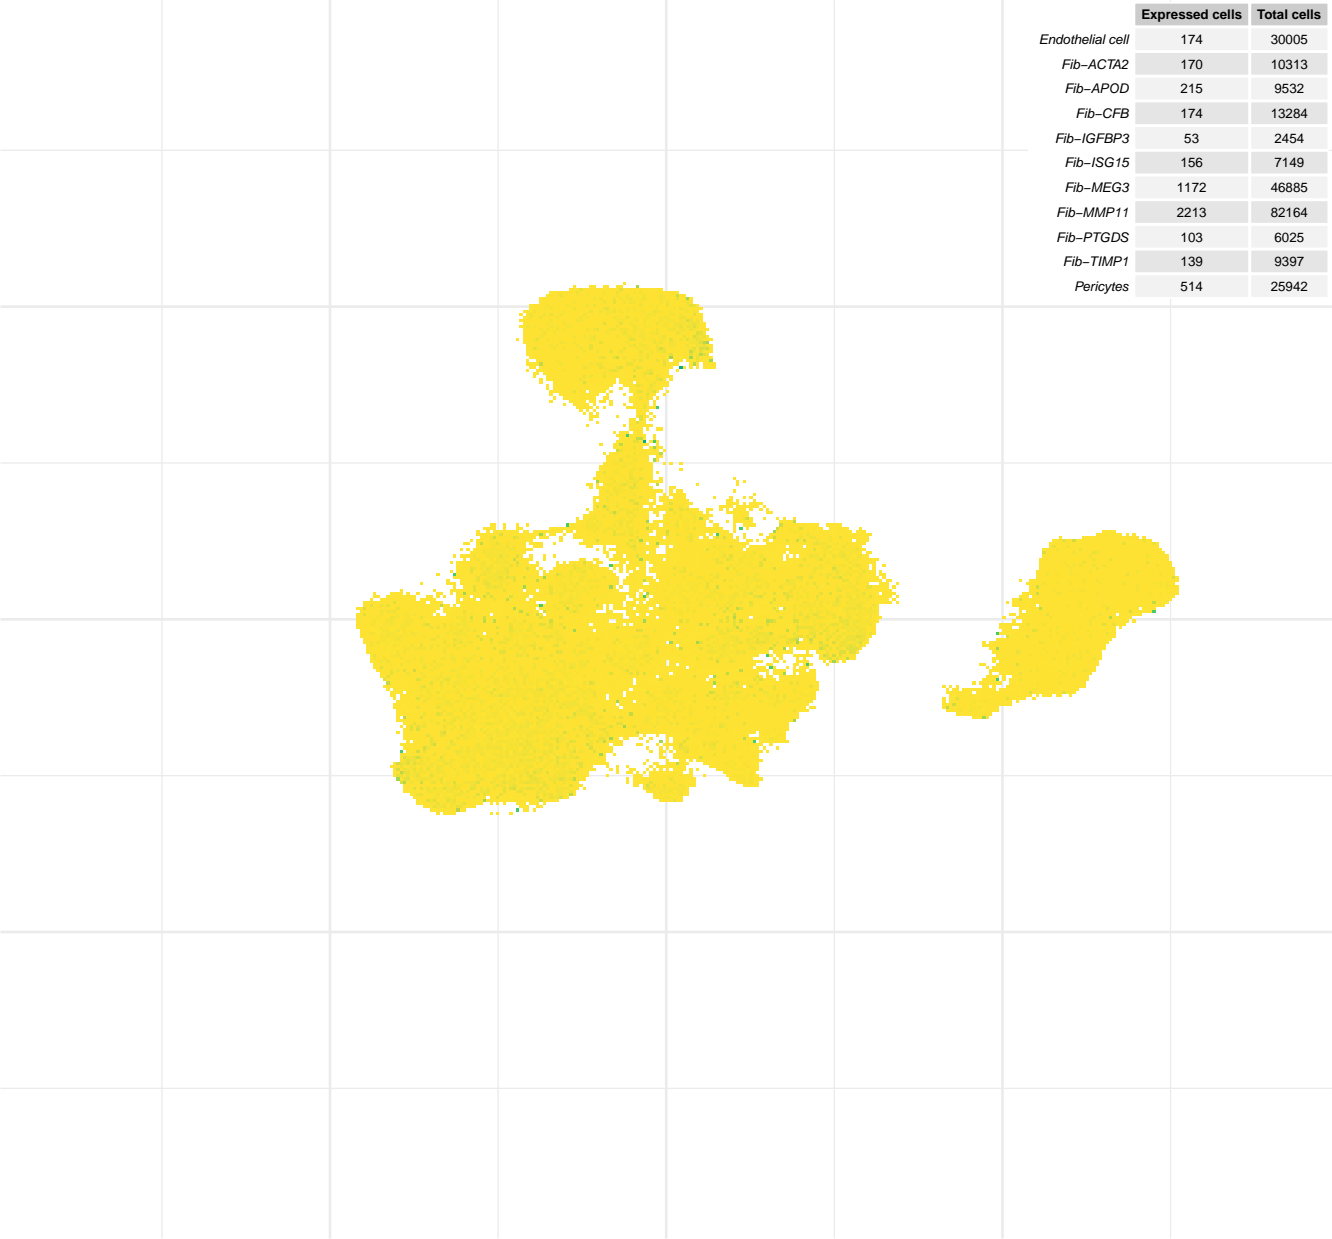 Expressed cells Total cells
Endothelial cell 174 30005
Fib−ACTA2 170 10313
Fib−APOD 215 9532
Fib−CFB 174 13284
Fib−IGFBP3 53 2454
Fib−ISG15 156 7149
Fib−MEG3 1172 46885
Fib−MMP11 2213 82164
Fib−PTGDS 103 6025
Fib−TIMP1 139 9397
Pericytes 514 25942